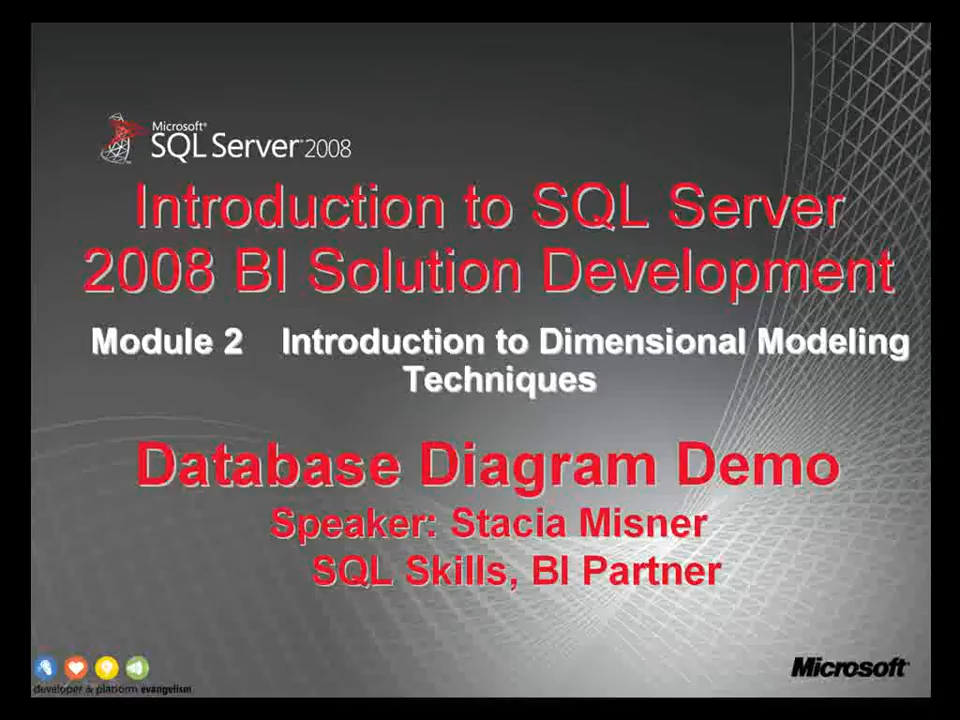 Microsoft®
SQL Server™ 2008
Introduction to SQL Server
2008 BI Solution Development
Module 2 Introduction to Dimensional Modeling
Techniques
Database Diagram Demo
Speaker: Stacia Misner
SQL Skills, BI Partner
developer & platform evangelism
Microsoft®